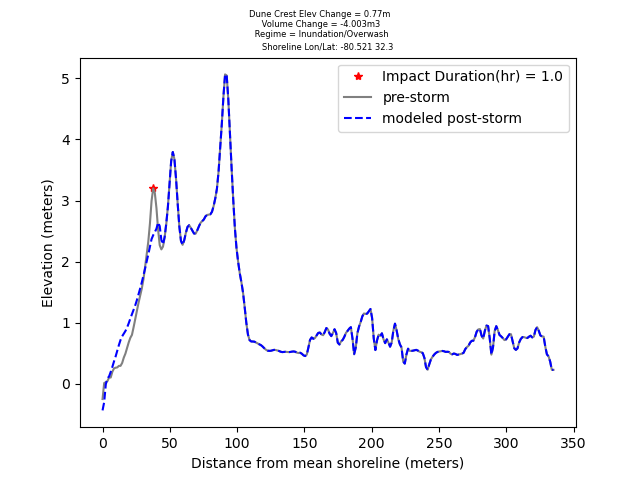 Dune Crest Elev Change = 0.77m
Volume Change = -4.003m3
Regime = Inundation/Overwash
Shoreline Lon/Lat: -80.521 32.3
Impact Duration(hr) = 1.0
pre-storm
modeled post-storm
Elevation (meters)
5
4
3
2
1
0
0 50 100 150 200 250 300 350
Distance from mean shoreline (meters)